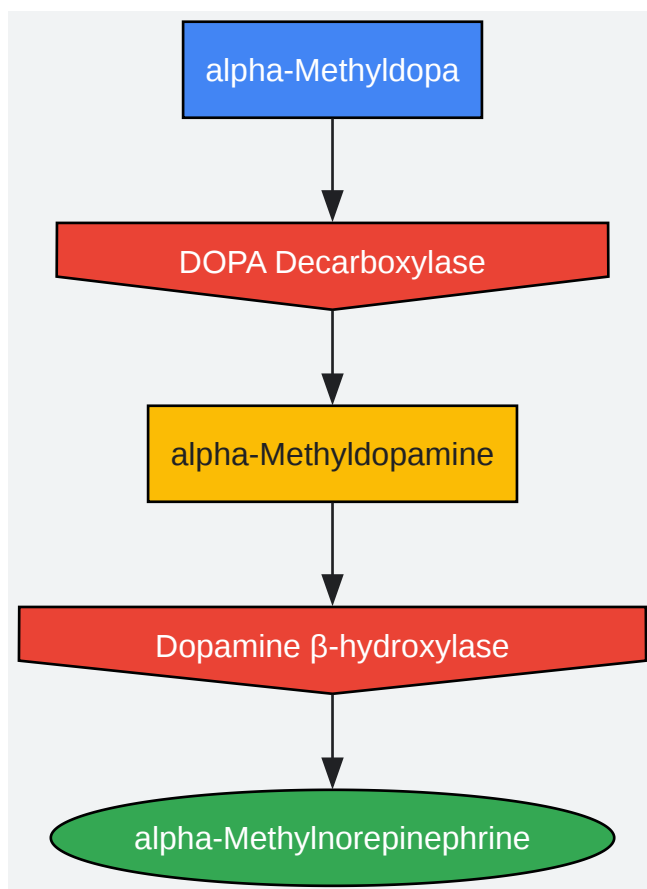 alpha-Methyldopa
DOPA Decarboxylase
alpha-Methyldopamine
Dopamine β-hydroxylase
alpha-Methylnorepinephrine